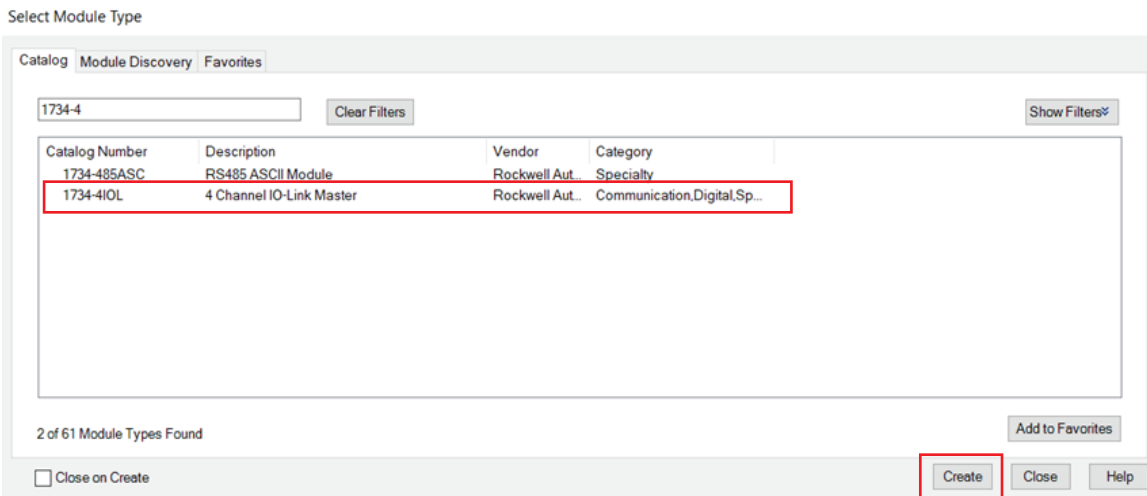 Select Module Type
Catalog Module Discovery Favorites
1734-4 Clear Filters Show Filters
Catalog Number Description Vendor Category
1734-485ASC RS485 ASCII Module Rockwell Aut... Specialty
1734-4IOL 4 Channel IO-Link Master Rockwell Aut... Communication,Digital,Sp...
2 of 61 Module Types Found Add to Favorites
Close on Create Create Close Help